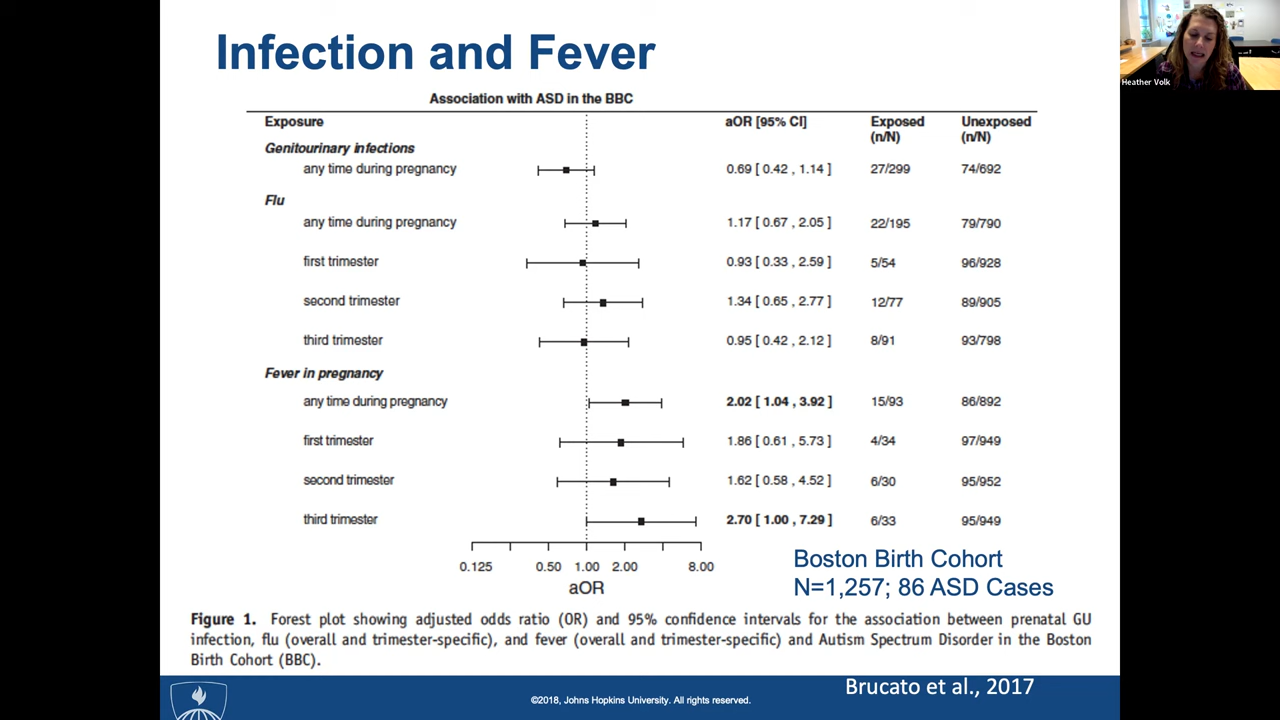 Infection and Fever
Heather Volk
Association with ASD in the BBC
Exposure aOR [95% CI] Exposed (n/N) Unexposed (n/N)
Genitourinary infections
any time during pregnancy 0.69 [ 0.42 , 1.14 ] 27/299 74/692
Flu
any time during pregnancy 1.17 [ 0.67 , 2.05 ] 22/195 79/790
first trimester 0.93 [ 0.33 , 2.59 ] 5/54 96/928
second trimester 1.34 [ 0.65 , 2.77 ] 12/77 89/905
third trimester 0.95 [ 0.42 , 2.12 ] 8/91 93/798
Fever in pregnancy
any time during pregnancy 2.02 [ 1.04 , 3.92 ] 15/93 86/892
first trimester 1.86 [ 0.61 , 5.73 ] 4/34 97/949
second trimester 1.62 [ 0.58 , 4.52 ] 6/30 95/952
third trimester 2.70 [ 1.00 , 7.29 ] 6/33 95/949
0.125 0.50 1.00 2.00 8.00
aOR
Boston Birth Cohort
N=1,257; 86 ASD Cases
Figure 1. Forest plot showing adjusted odds ratio (OR) and 95% confidence intervals for the association between prenatal GU
infection, flu (overall and trimester-specific), and fever (overall and trimester-specific) and Autism Spectrum Disorder in the Boston
Birth Cohort (BBC).
Brucato et al., 2017
©2018, Johns Hopkins University. All rights reserved.